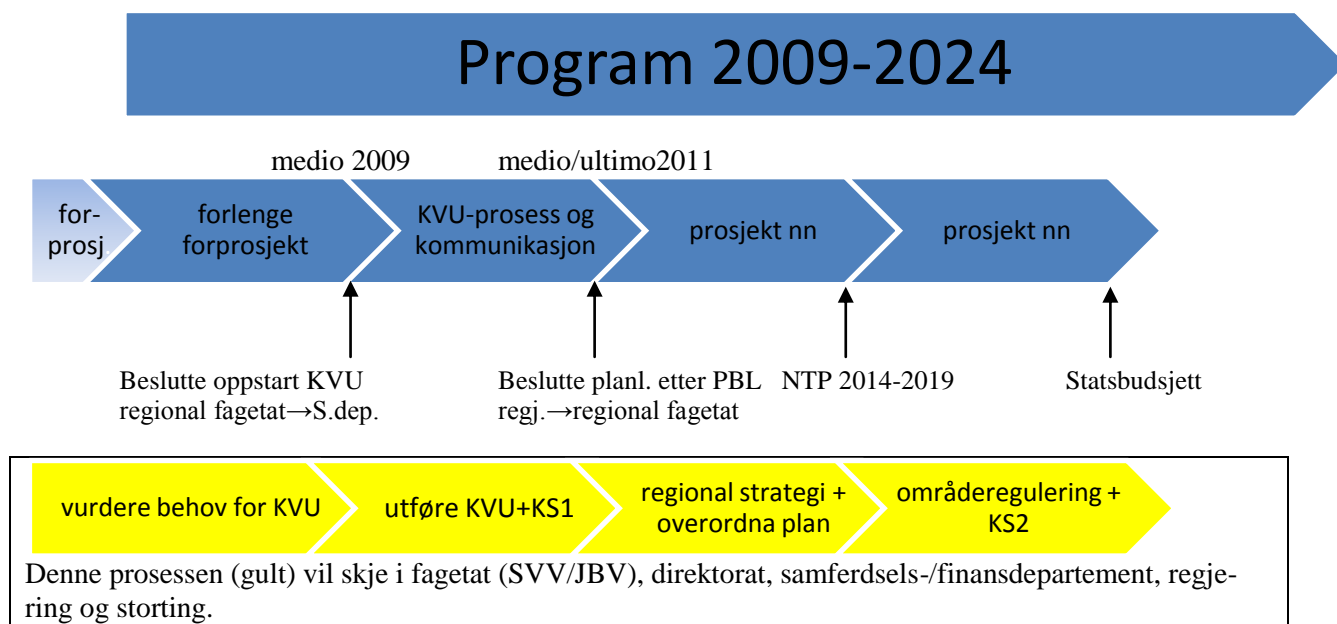 Program 2009-2024
medio 2009
medio/ultimo2011
for-
prosj.
forlenge
forprosjekt
KVU-prosess og
kommunikasjon
prosjekt nn
prosjekt nn
Beslutte oppstart KVU
regional fagetat→S.dep.
Beslutte planl. etter PBL
regj.→regional fagetat
NTP 2014-2019
Statsbudsjett
vurdere behov for KVU
utføre KVU+KS1
regional strategi +
overordna plan
områderegulering +
KS2
Denne prosessen (gult) vil skje i fagetat (SVV/JBV), direktorat, samferdsels-/finansdepartement, regje-
ring og storting.